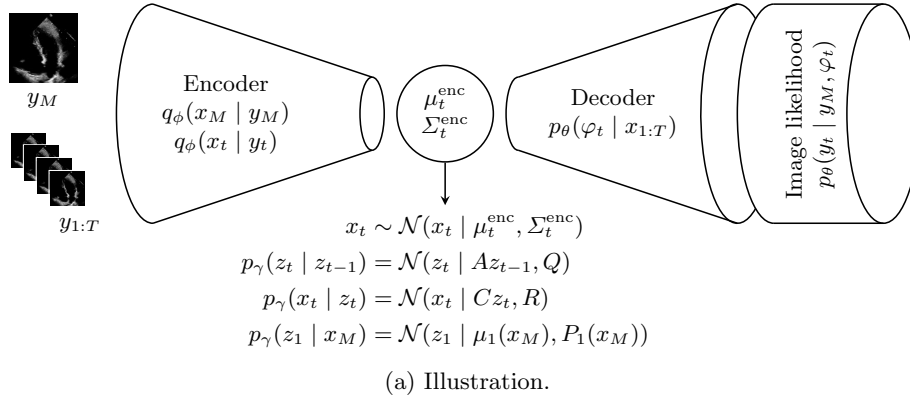 y_M
y_{1:T}
Encoder
q_ϕ(x_M | y_M)
q_ϕ(x_t | y_t)
μ_t^{enc}
Σ_t^{enc}
Decoder
p_θ(φ_t | x_{1:T})
Image likelihood
p_θ(y_t | y_M, φ_t)
x_t ∼ 𝒩(x_t | μ_t^{enc}, Σ_t^{enc})
p_γ(z_t | z_{t−1}) = 𝒩(z_t | Az_{t−1}, Q)
p_γ(x_t | z_t) = 𝒩(x_t | Cz_t, R)
p_γ(z_1 | x_M) = 𝒩(z_1 | μ_1(x_M), P_1(x_M))
(a) Illustration.